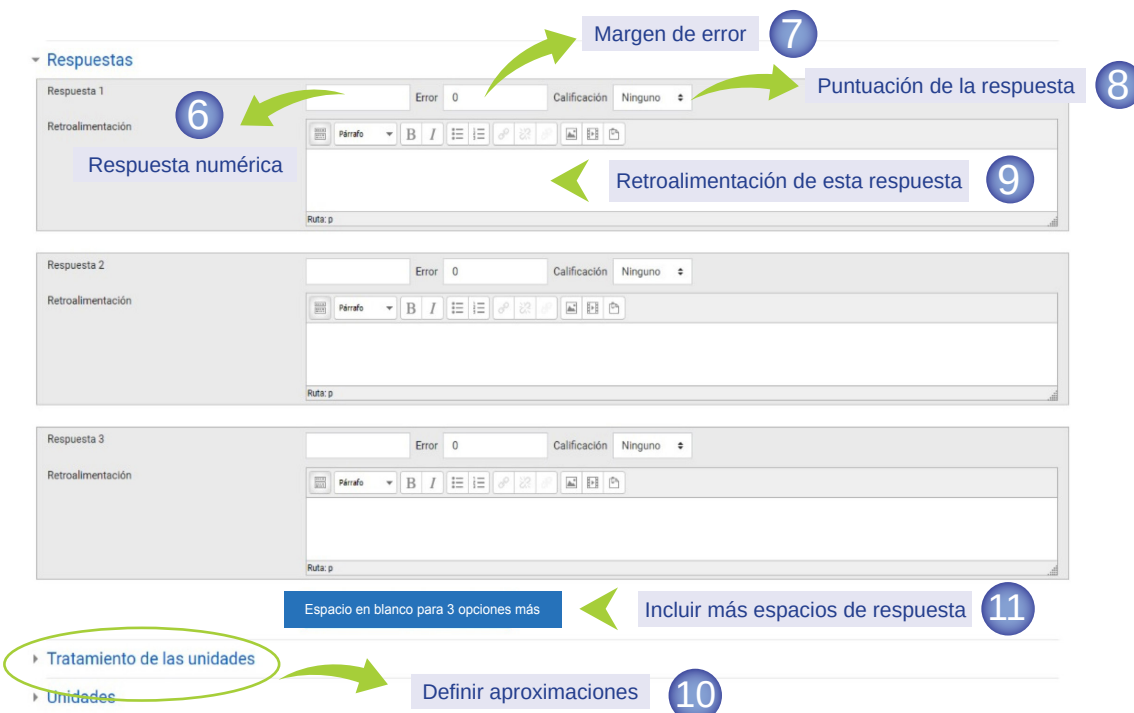 Margen de error 7
Respuestas
Respuesta 1 Error 0 Calificación Ninguno
Puntuación de la respuesta 8
6
Retroalimentación Párrafo B I
Respuesta numérica
Retroalimentación de esta respuesta 9
Ruta: p
Respuesta 2 Error 0 Calificación Ninguno
Retroalimentación Párrafo B I
Ruta: p
Respuesta 3 Error 0 Calificación Ninguno
Retroalimentación Párrafo B I
Ruta: p
Espacio en blanco para 3 opciones más
Incluir más espacios de respuesta 11
Tratamiento de las unidades
Definir aproximaciones 10
Unidades